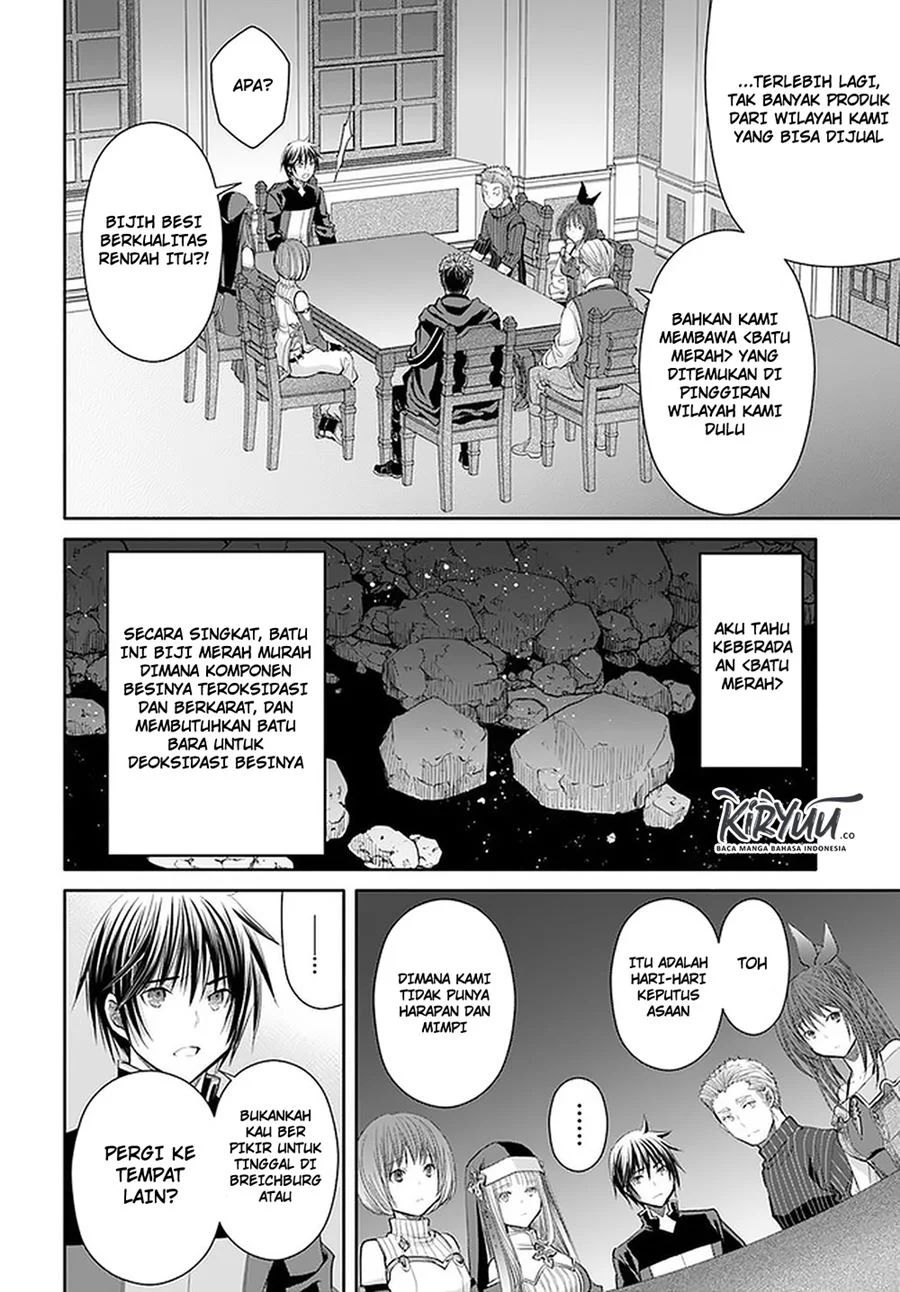 ...TERLEBIH LAGI,
TAK BANYAK PRODUK
DARI WILAYAH KAMI
YANG BISA DIJUAL
BAHKAN KAMI
MEMBAWA <BATU
MERAH> YANG
DITEMUKAN DI
PINGGIRAN
WILAYAH KAMI
DULU
APA?
BIJIH BESI
BERKUALITAS
RENDAH ITU?!
AKU TAHU
KEBERADA
AN <BATU
MERAH>
SECARA SINGKAT, BATU
INI BIJI MERAH MURAH
DIMANA KOMPONEN
BESINYA TEROKSIDASI
DAN BERKARAT, DAN
MEMBUTUHKAN BATU
BARA UNTUK
DEOKSIDASI BESINYA
KIRYUU.CO
BACA MANGA BAHASA INDONESIA
TOH
ITU ADALAH
HARI-HARI
KEPUTUS
ASAAN
DIMANA KAMI
TIDAK PUNYA
HARAPAN DAN
MIMPI
......
......
BUKANKAH
KAU BER
PIKIR UNTUK
TINGGAL DI
BREICHBURG
ATAU
PERGI KE
TEMPAT
LAIN?